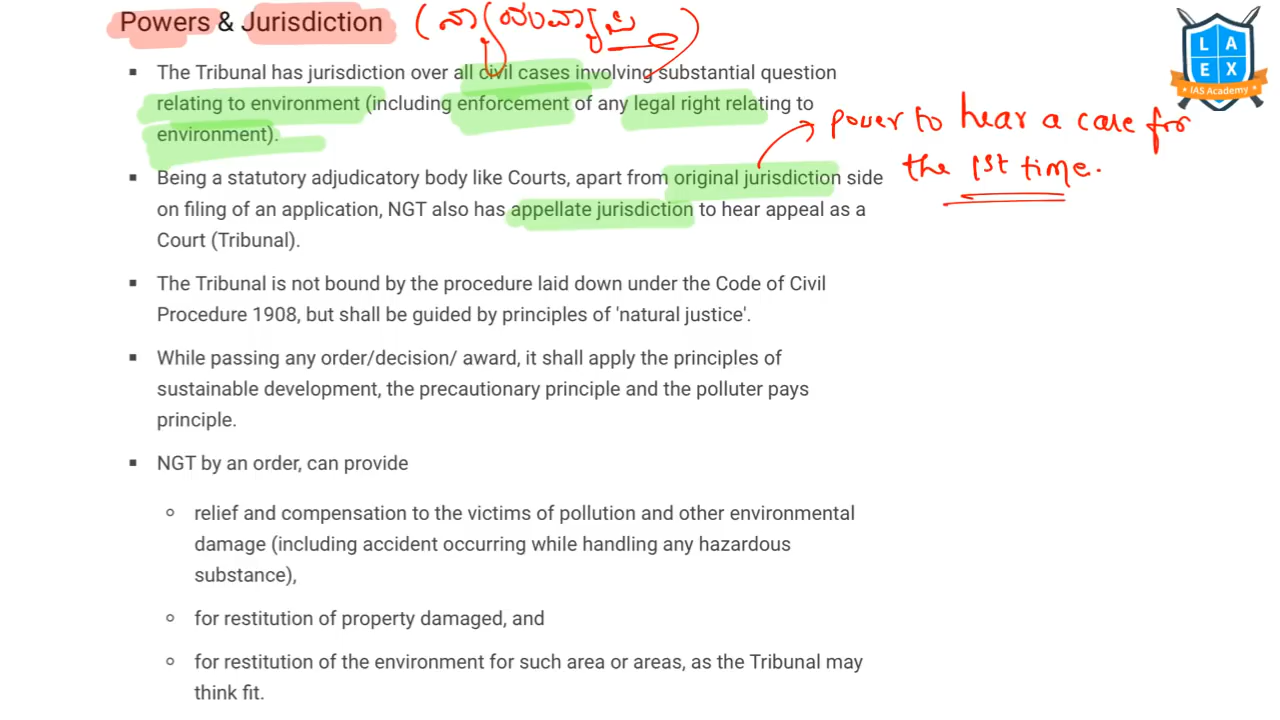 Powers & Jurisdiction (ನ್ಯಾಯವ್ಯಾಪ್ತಿ)
▪ The Tribunal has jurisdiction over all civil cases involving substantial question
relating to environment (including enforcement of any legal right relating to
environment).
▪ Being a statutory adjudicatory body like Courts, apart from original jurisdiction side
on filing of an application, NGT also has appellate jurisdiction to hear appeal as a
Court (Tribunal).
▪ The Tribunal is not bound by the procedure laid down under the Code of Civil
Procedure 1908, but shall be guided by principles of 'natural justice'.
▪ While passing any order/decision/ award, it shall apply the principles of
sustainable development, the precautionary principle and the polluter pays
principle.
▪ NGT by an order, can provide
○ relief and compensation to the victims of pollution and other environmental
damage (including accident occurring while handling any hazardous
substance),
○ for restitution of property damaged, and
○ for restitution of the environment for such area or areas, as the Tribunal may
think fit.
power to hear a case for
the 1st time.
L A
E X
IAS Academy